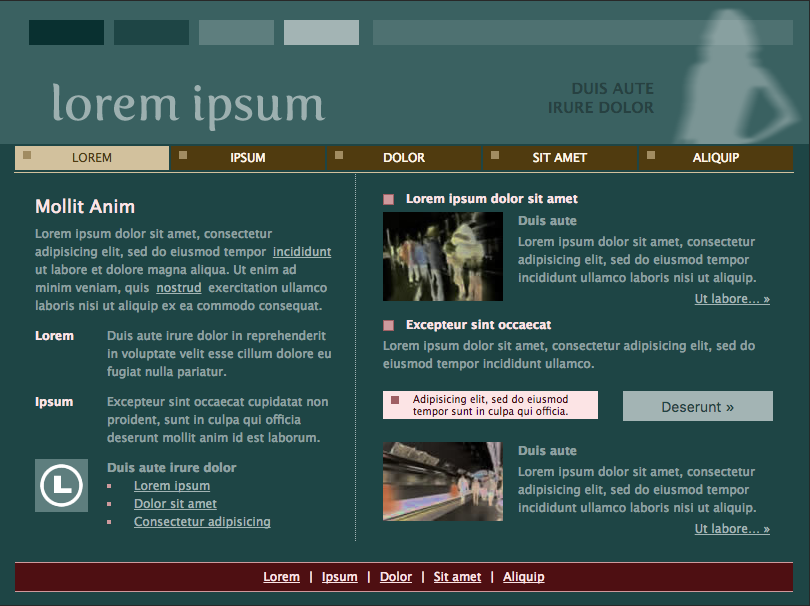 lorem ipsum
DUIS AUTE
IRURE DOLOR
LOREM
IPSUM
DOLOR
SIT AMET
ALIQUIP
Mollit Anim
Lorem ipsum dolor sit amet, consectetur
adipisicing elit, sed do eiusmod tempor incididunt
ut labore et dolore magna aliqua. Ut enim ad
minim veniam, quis nostrud exercitation ullamco
laboris nisi ut aliquip ex ea commodo consequat.
Lorem
Duis aute irure dolor in reprehenderit
in voluptate velit esse cillum dolore eu
fugiat nulla pariatur.
Ipsum
Excepteur sint occaecat cupidatat non
proident, sunt in culpa qui officia
deserunt mollit anim id est laborum.
L
Duis aute irure dolor
Lorem ipsum
Dolor sit amet
Consectetur adipisicing
Lorem ipsum dolor sit amet
Duis aute
Lorem ipsum dolor sit amet, consectetur
adipisicing elit, sed do eiusmod tempor
incididunt ullamco laboris nisi ut aliquip.
Ut labore... »
Excepteur sint occaecat
Lorem ipsum dolor sit amet, consectetur adipisicing elit, sed do
eiusmod tempor incididunt ullamco.
Adipisicing elit, sed do eiusmod
tempor sunt in culpa qui officia.
Deserunt »
Duis aute
Lorem ipsum dolor sit amet, consectetur
adipisicing elit, sed do eiusmod tempor
incididunt ullamco laboris nisi ut aliquip.
Ut labore... »
Lorem | Ipsum | Dolor | Sit amet | Aliquip